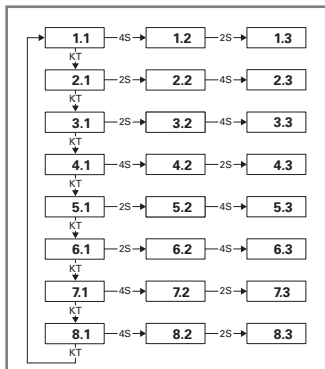 1.1 4S 1.2 2S 1.3
KT
2.1 2S 2.2 4S 2.3
KT
3.1 2S 3.2 4S 3.3
KT
4.1 4S 4.2 2S 4.3
KT
5.1 2S 5.2 4S 5.3
KT
6.1 2S 6.2 4S 6.3
KT
7.1 4S 7.2 2S 7.3
KT
8.1 4S 8.2 2S 8.3
KT